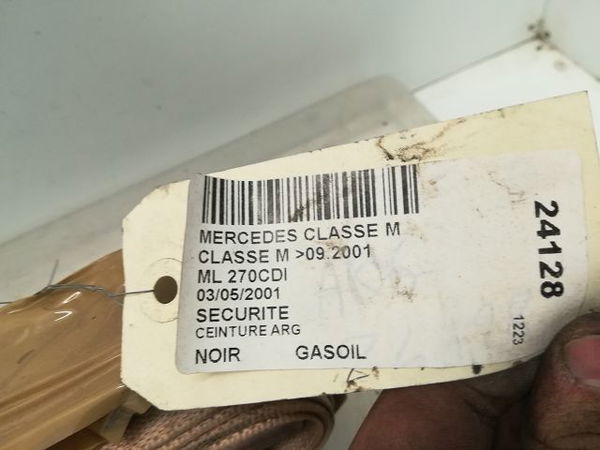 MERCEDES CLASSE M
CLASSE M >09.2001
ML 270CDI
03/05/2001
SECURITE
CEINTURE ARG
NOIR GASOIL
24128
1223